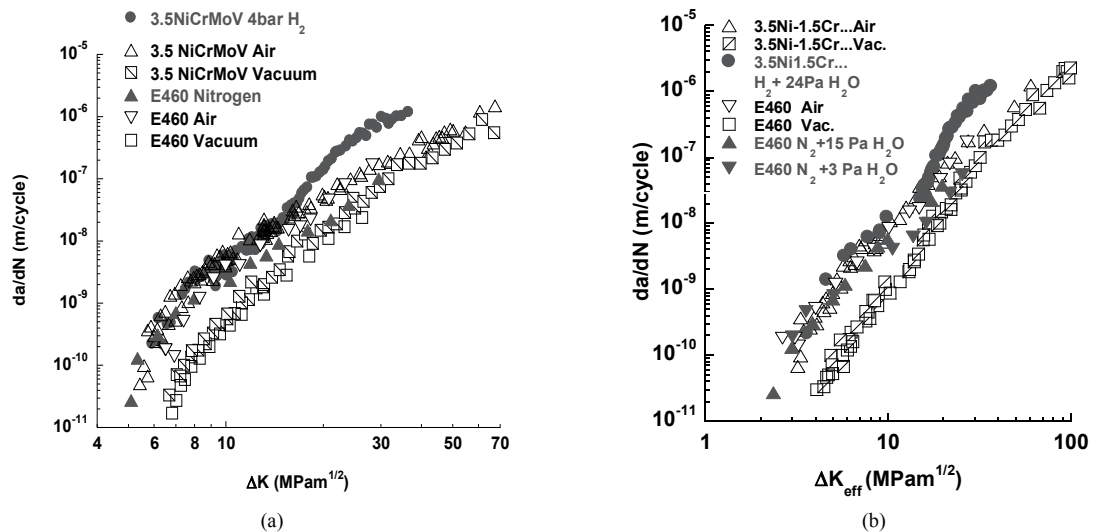 3.5NiCrMoV 4bar H2
3.5 NiCrMoV Air
3.5 NiCrMoV Vacuum
E460 Nitrogen
E460 Air
E460 Vacuum
10-5
10-6
10-7
10-8
10-9
10-10
10-11
da/dN (m/cycle)
4 6 8 10 30 50 70
ΔK (MPam1/2)
(a)
3.5Ni-1.5Cr...Air
3.5Ni-1.5Cr...Vac.
3.5Ni1.5Cr...
H2+ 24Pa H2O
E460 Air
E460 Vac.
E460 N2+15 Pa H2O
E460 N2+3 Pa H2O
10-5
10-6
10-7
10-8
10-9
10-10
10-11
da/dN (m/cycle)
1 10 100
ΔKeff (MPam1/2)
(b)